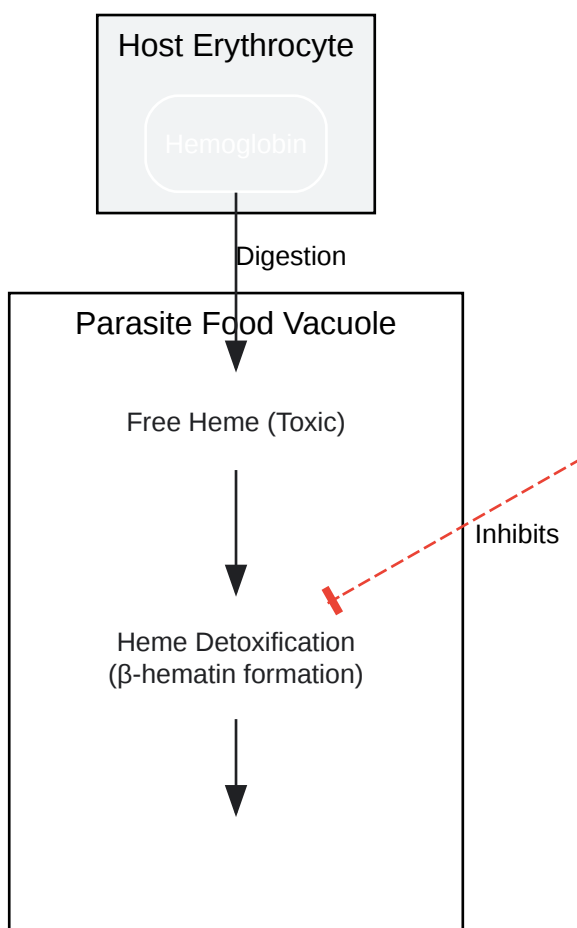 Host Erythrocyte
Hemoglobin
Digestion
Parasite Food Vacuole
Free Heme (Toxic)
Inhibits
Heme Detoxification
(β-hematin formation)